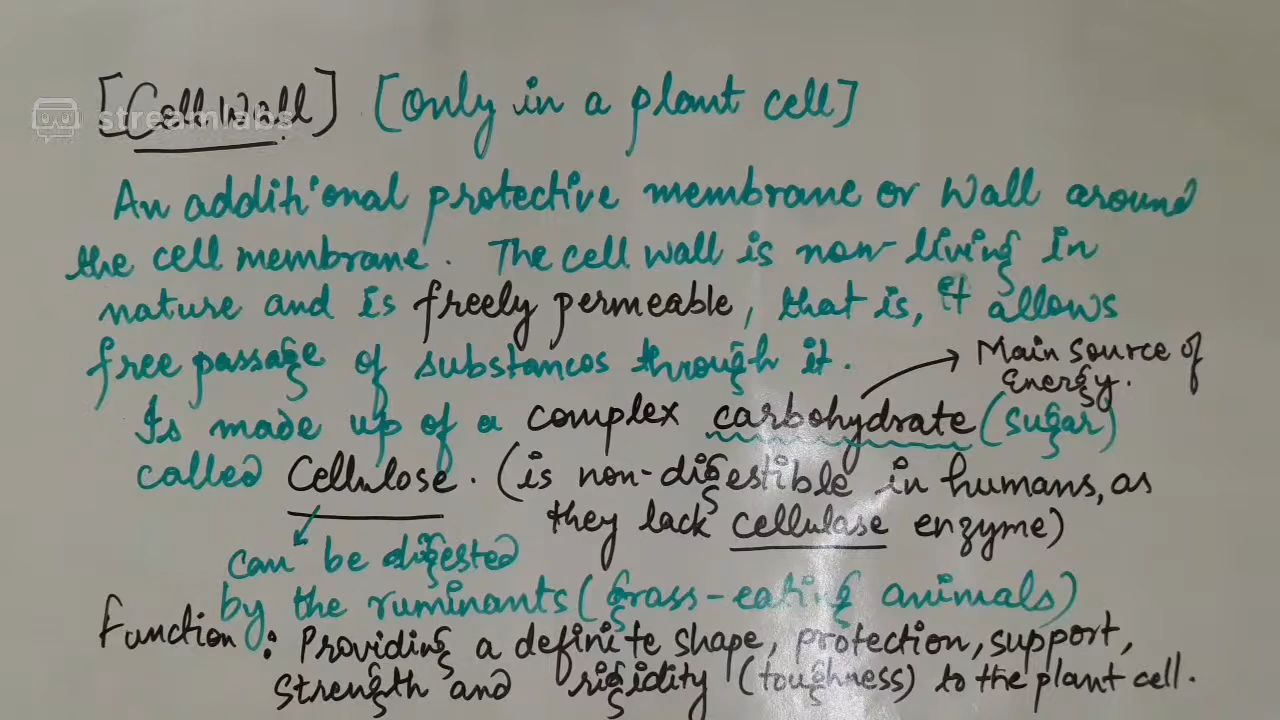 [Cell Wall] [Only in a plant cell]
streamlabs
An additional protective membrane or wall around
the cell membrane. The cell wall is non-living in
nature and is freely permeable, that is, it allows
free passage of substances through it.
Main Source of
Energy.
Is made up of a complex carbohydrate (sugar)
called Cellulose. (is non-digestible in humans, as
they lack cellulase enzyme)
can be digested
by the ruminants (grass-eating animals)
Function: Providing a definite shape, protection, support,
strength and rigidity (toughness) to the plant cell.